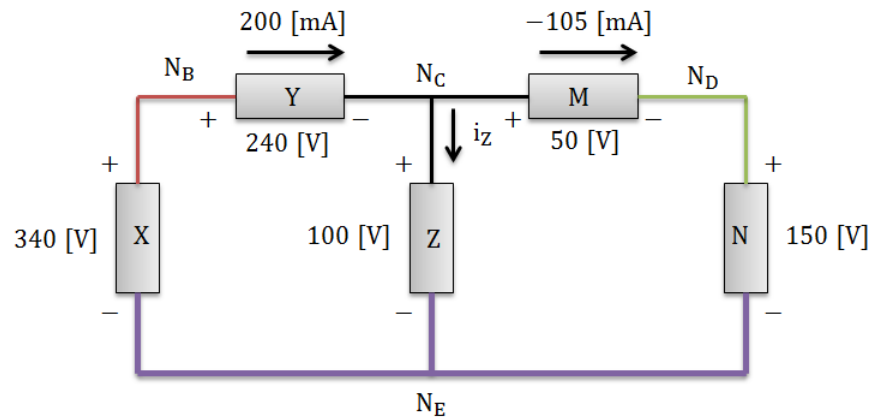 200 [mA]
−105 [mA]
N_B
N_C
N_D
Y
M
+
−
i_Z
+
−
240 [V]
50 [V]
+
+
+
340 [V]
X
100 [V]
Z
N
150 [V]
−
−
−
N_E